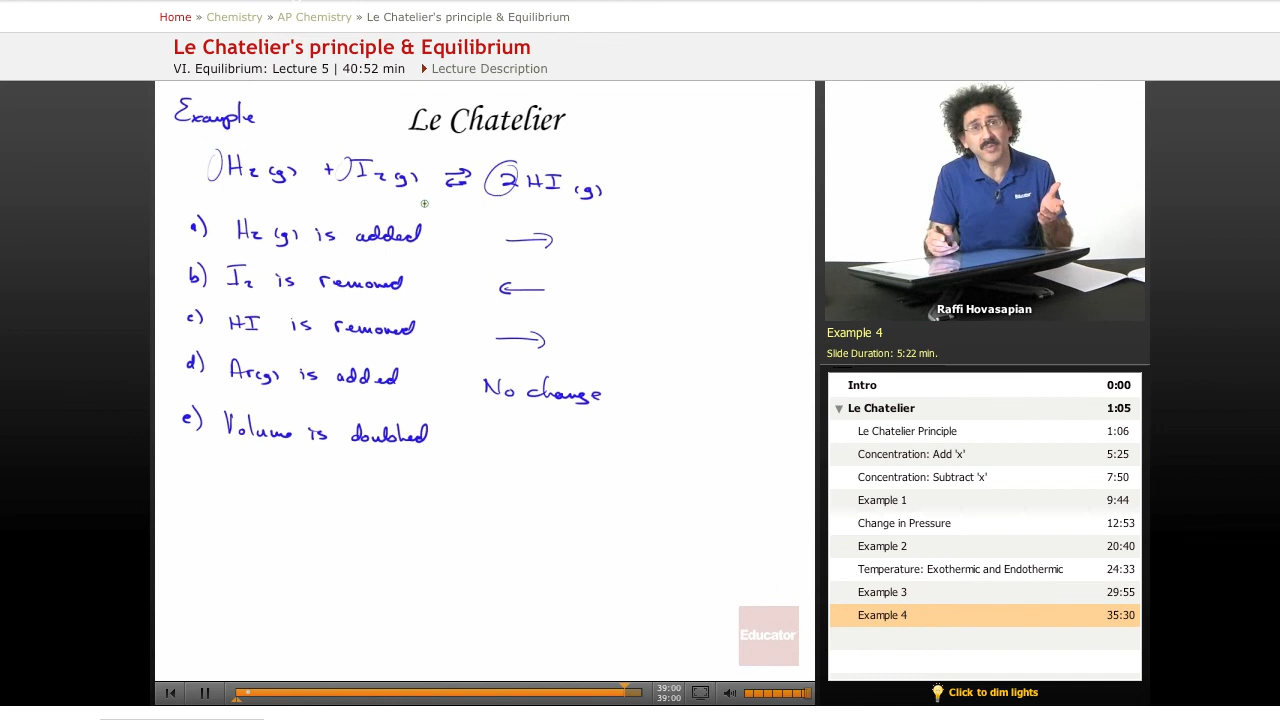 Home » Chemistry » AP Chemistry » Le Chatelier's principle & Equilibrium
Le Chatelier's principle & Equilibrium
VI. Equilibrium: Lecture 5 | 40:52 min Lecture Description
Example
Le Chatelier
H₂ (g) + I₂ (g) ⇄ 2 HI (g)
a) H₂ (g) is added →
b) I₂ is removed ←
c) HI is removed →
d) Ar(g) is added No change
e) Volume is doubled
Educator
Educator
Raffi Hovasapian
Example 4
Slide Duration: 5:22 min.
Intro 0:00
Le Chatelier 1:05
Le Chatelier Principle 1:06
Concentration: Add 'x' 5:25
Concentration: Subtract 'x' 7:50
Example 1 9:44
Change in Pressure 12:53
Example 2 20:40
Temperature: Exothermic and Endothermic 24:33
Example 3 29:55
Example 4 35:30
39:00
39:00
Click to dim lights